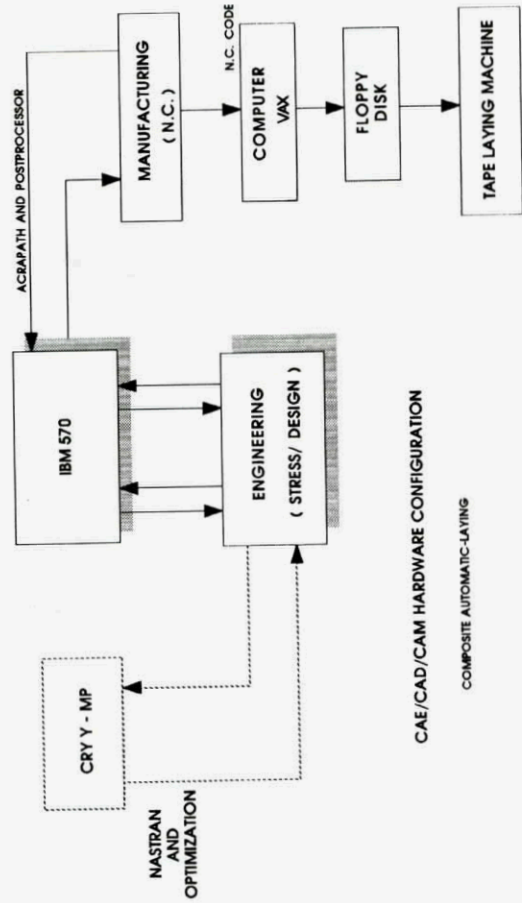 ACRAPATH AND POSTPROCESSOR
IBM 570
MANUFACTURING
( N.C. )
N.C. CODE
COMPUTER
VAX
FLOPPY
DISK
TAPE LAYING MACHINE
ENGINEERING
( STRESS/ DESIGN )
CRY Y - MP
NASTRAN
AND
OPTIMIZATION
CAE/CAD/CAM HARDWARE CONFIGURATION
COMPOSITE AUTOMATIC-LAYING